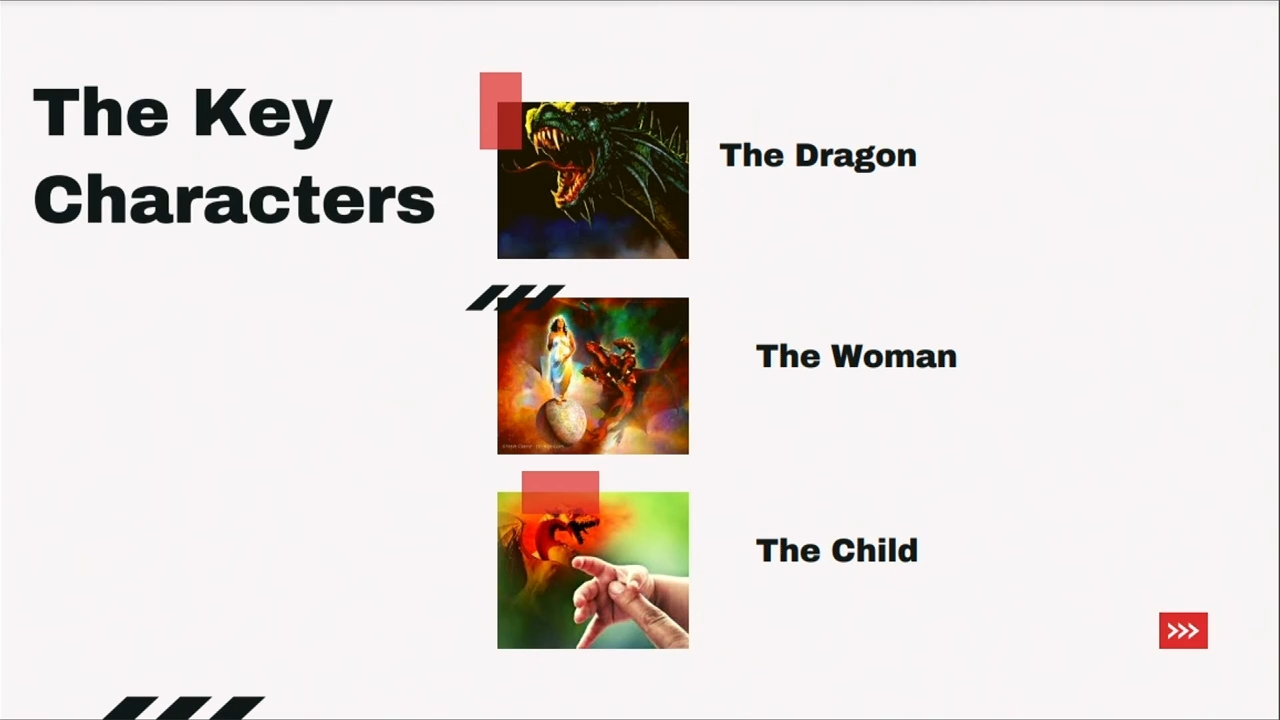 The Key
Characters
The Dragon
The Woman
The Child